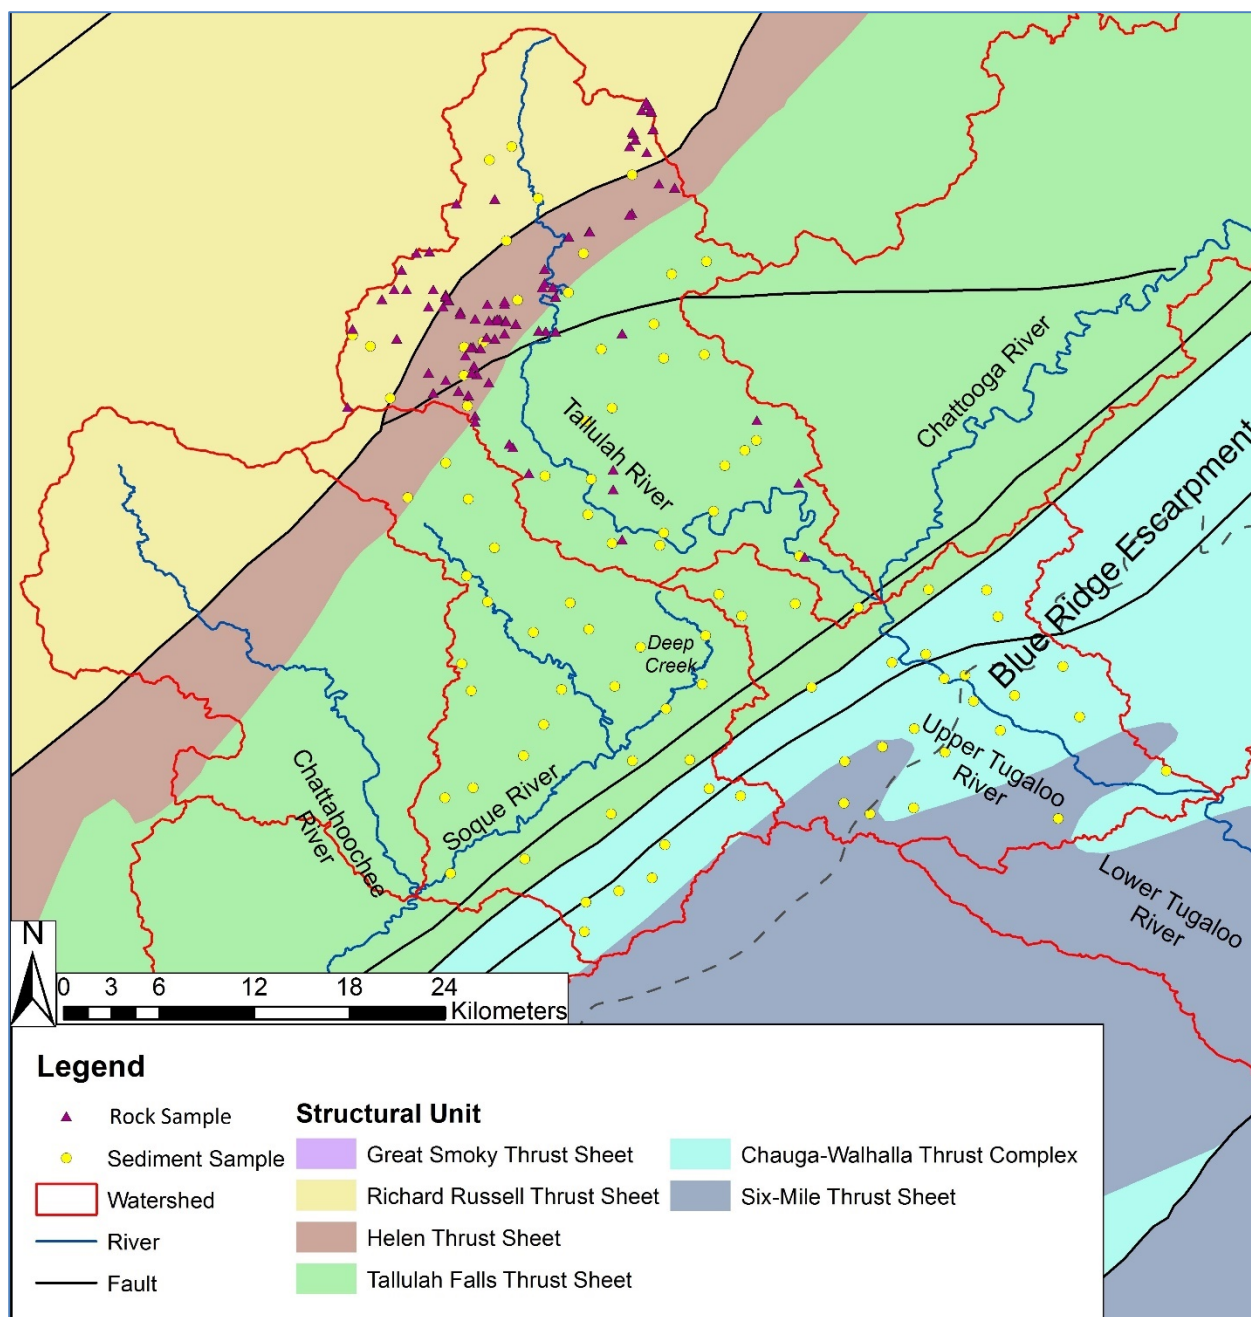 Chattooga River
Tallulah River
Blue Ridge Escarpment
Deep
Creek
Upper Tugaloo
River
Chattahoochee
River
Soque River
Lower Tugaloo
River
N
0 3 6 12 18 24
Kilometers
Legend
Rock Sample
Sediment Sample
Watershed
River
Fault
Structural Unit
Great Smoky Thrust Sheet
Richard Russell Thrust Sheet
Helen Thrust Sheet
Tallulah Falls Thrust Sheet
Chauga-Walhalla Thrust Complex
Six-Mile Thrust Sheet